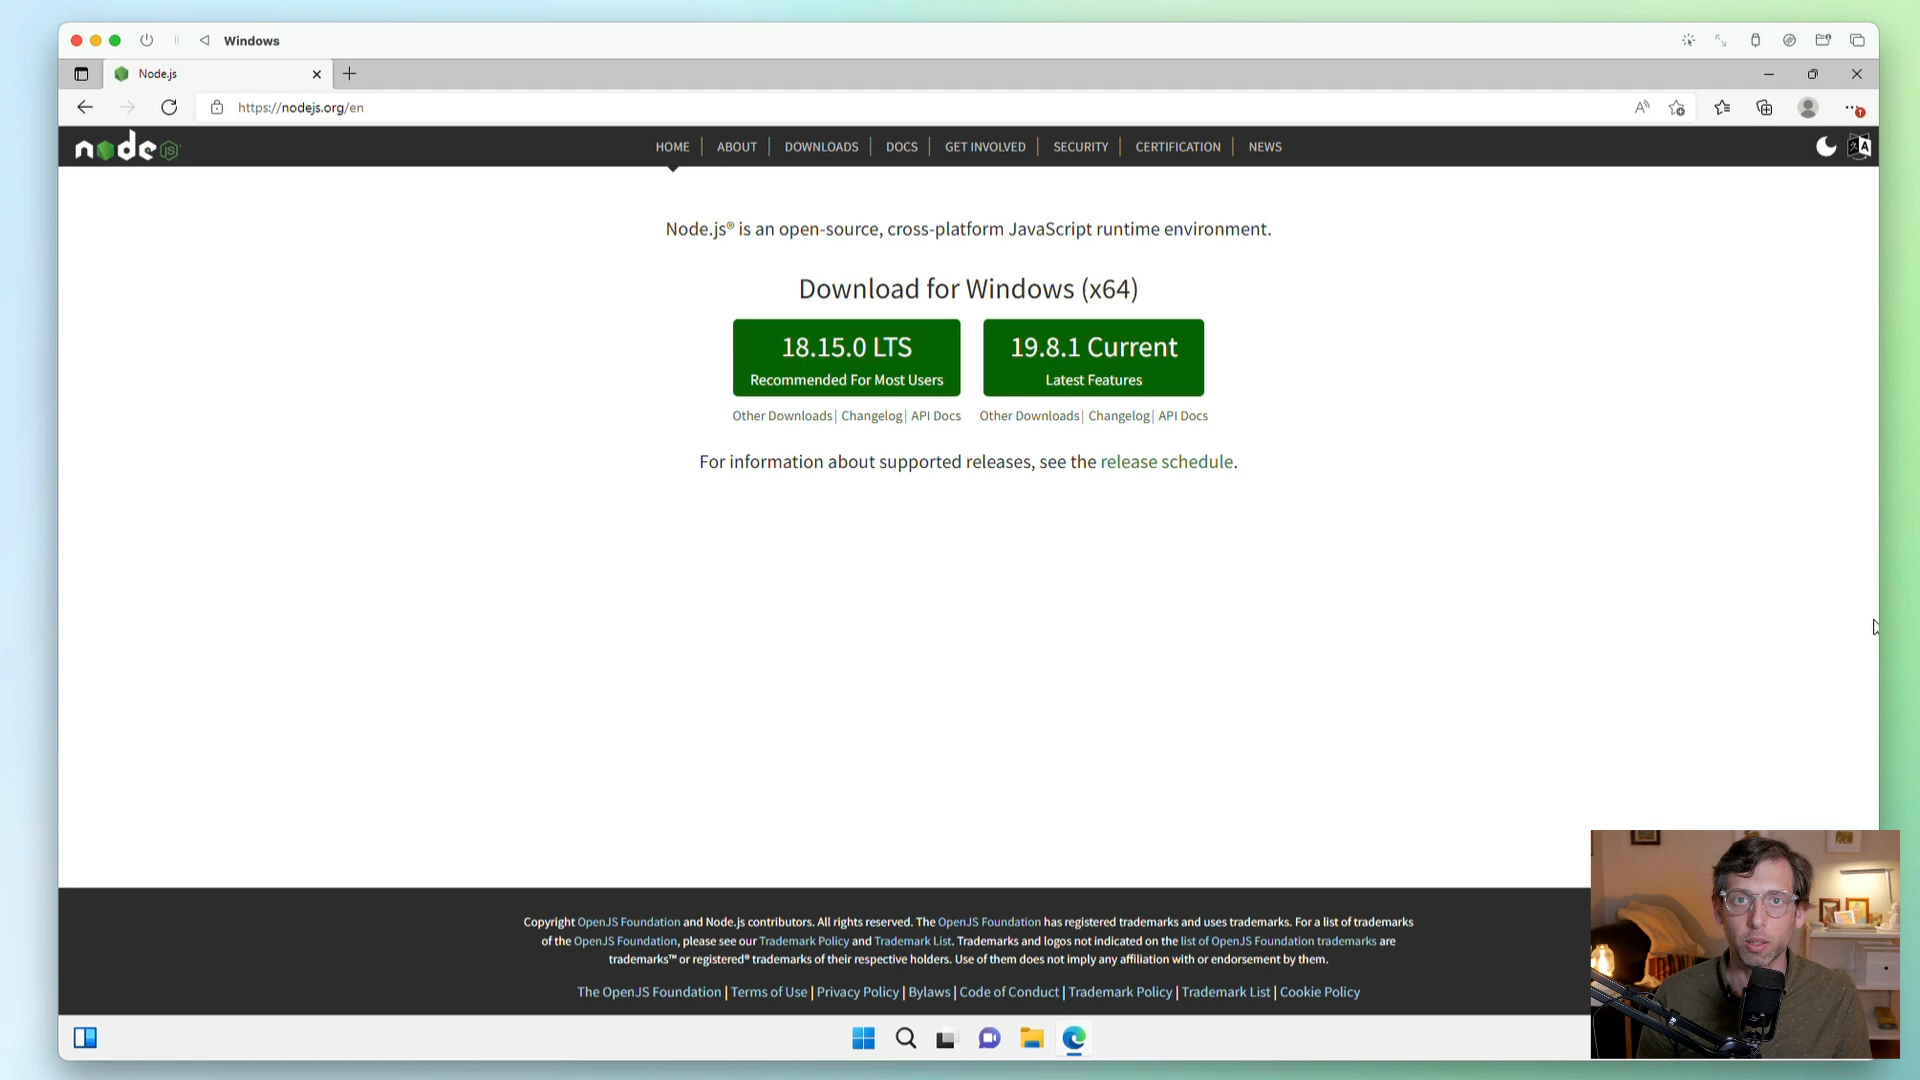 Windows
Node.js
https://nodejs.org/en
node JS
HOME ABOUT DOWNLOADS DOCS GET INVOLVED SECURITY CERTIFICATION NEWS
Node.js® is an open-source, cross-platform JavaScript runtime environment.
Download for Windows (x64)
18.15.0 LTS
Recommended For Most Users
19.8.1 Current
Latest Features
Other Downloads| Changelog| API Docs
Other Downloads| Changelog| API Docs
For information about supported releases, see the release schedule.
Copyright OpenJS Foundation and Node.js contributors. All rights reserved. The OpenJS Foundation has registered trademarks and uses trademarks. For a list of trademarks
of the OpenJS Foundation, please see our Trademark Policy and Trademark List. Trademarks and logos not indicated on the list of OpenJS Foundation trademarks are
trademarks™ or registered® trademarks of their respective holders. Use of them does not imply any affiliation with or endorsement by them.
The OpenJS Foundation | Terms of Use | Privacy Policy | Bylaws | Code of Conduct | Trademark Policy | Trademark List | Cookie Policy